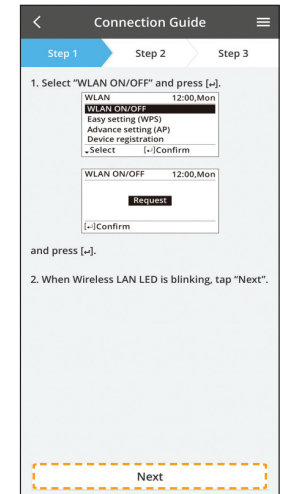 Connection Guide
Step 1 Step 2 Step 3
1. Select "WLAN ON/OFF" and press [↵].
WLAN 12:00,Mon
WLAN ON/OFF
Easy setting (WPS)
Advance setting (AP)
Device registration
▾Select [↵]Confirm
WLAN ON/OFF 12:00,Mon
Request
[↵]Confirm
and press [↵].
2. When Wireless LAN LED is blinking, tap "Next".
Next